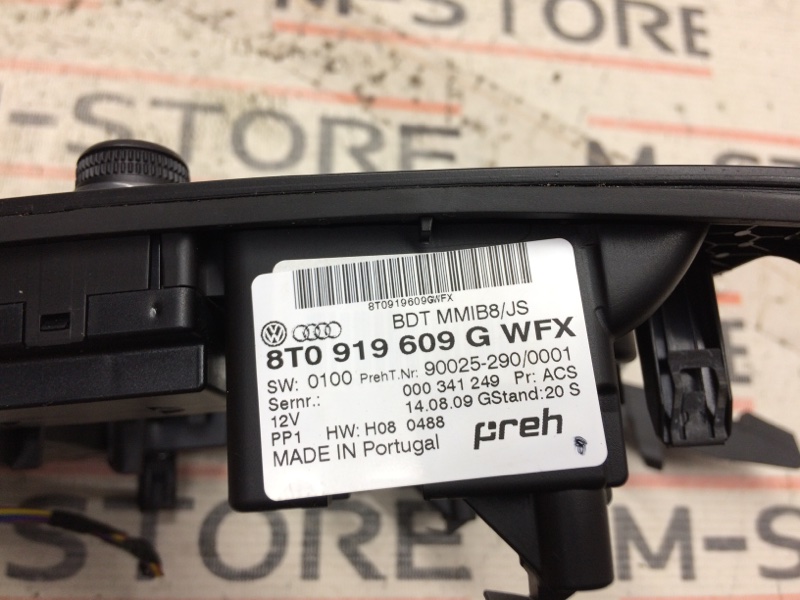 M-STORE
M-STORE
M-STORE
8T0919609GWFX
BDT MMIB8/JS
8T0 919 609 G WFX
SW: 0100 PrehT.Nr: 90025-290/0001
Sernr.: 000 341 249 Pr: ACS
12V 14.08.09 GStand: 20 S
PP1 HW: H08 0488
MADE IN Portugal preh
-STORE
M-S